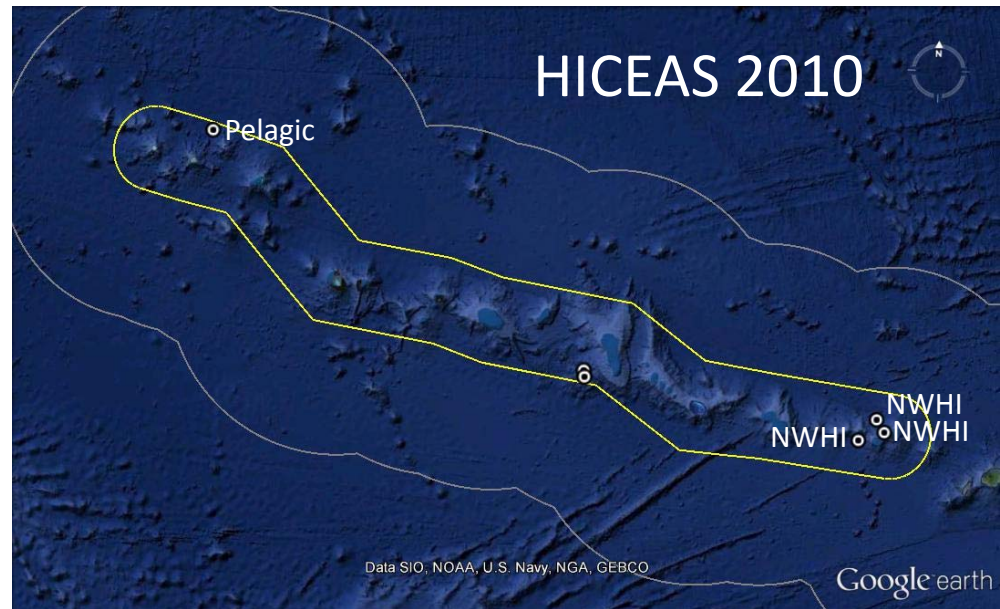 HICEAS 2010
N
Pelagic
NWHI
NWHI
NWHI
Data SIO, NOAA, U.S. Navy, NGA, GEBCO
Google earth